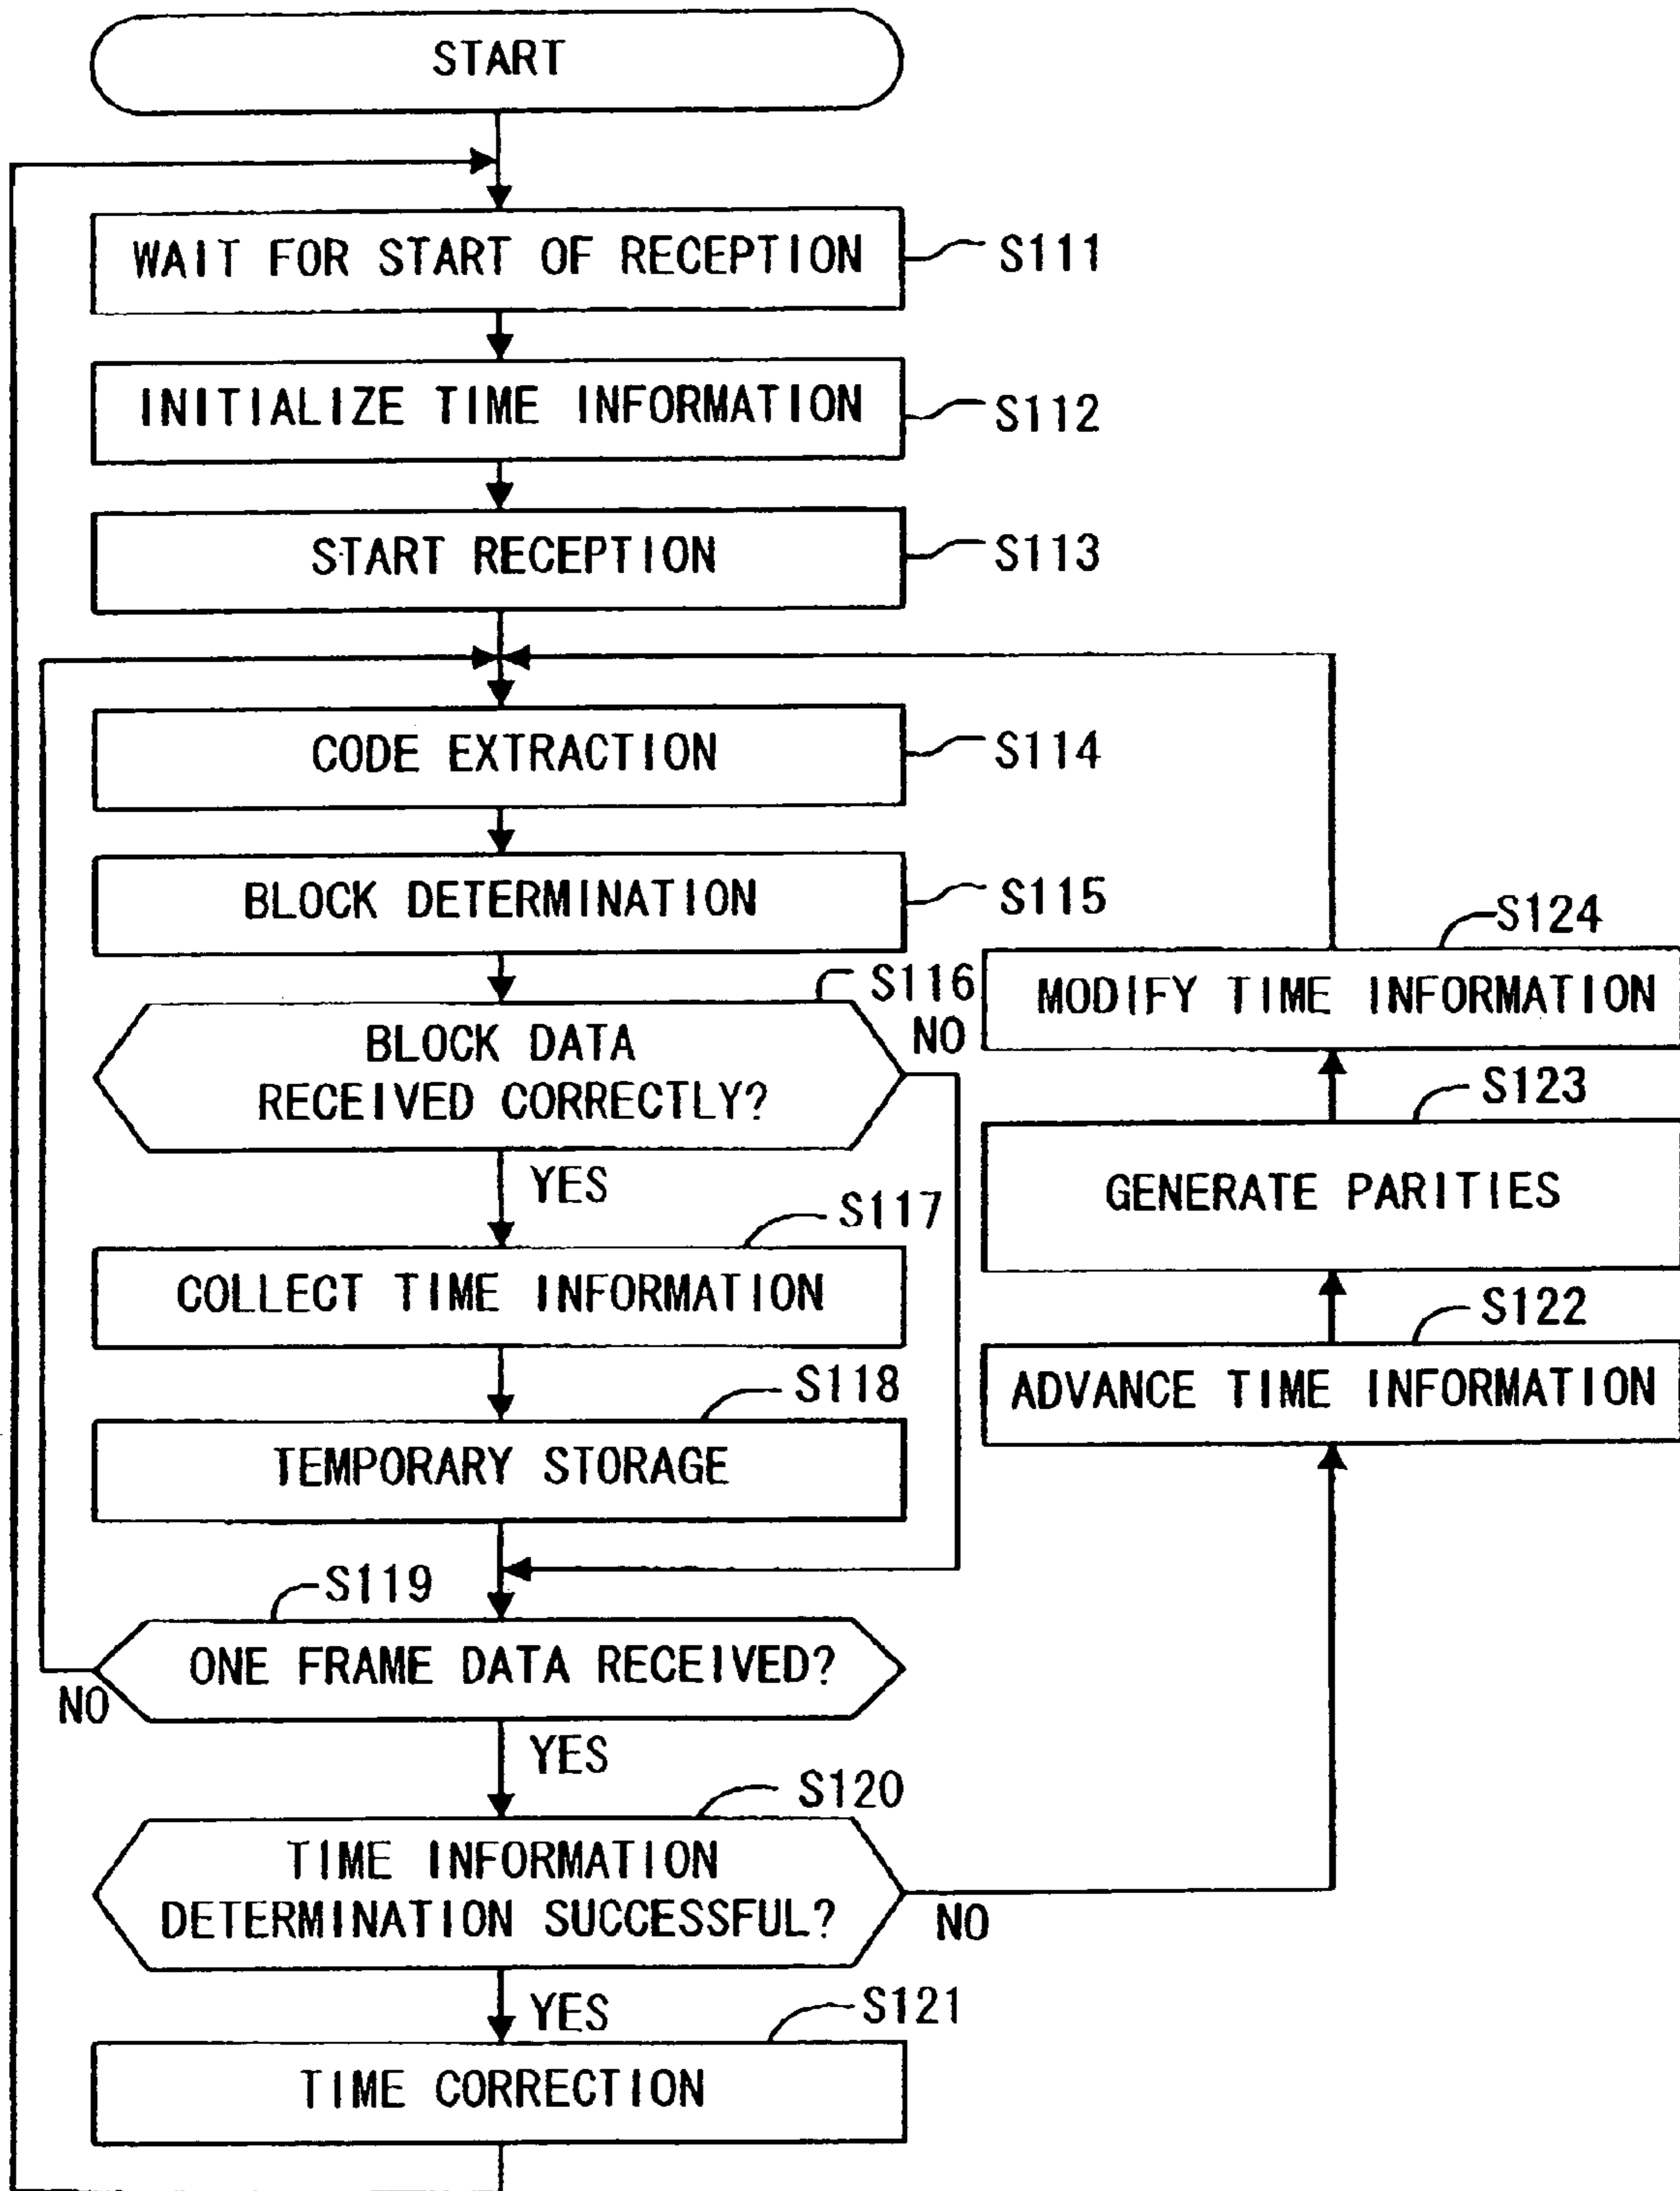 START
WAIT FOR START OF RECEPTION
S111
INITIALIZE TIME INFORMATION
S112
START RECEPTION
S113
CODE EXTRACTION
S114
BLOCK DETERMINATION
S115
S116
BLOCK DATA
RECEIVED CORRECTLY?
NO
YES
S117
COLLECT TIME INFORMATION
S118
TEMPORARY STORAGE
S119
ONE FRAME DATA RECEIVED?
NO
YES
S120
TIME INFORMATION
DETERMINATION SUCCESSFUL?
NO
YES
S121
TIME CORRECTION
S124
MODIFY TIME INFORMATION
S123
GENERATE PARITIES
S122
ADVANCE TIME INFORMATION